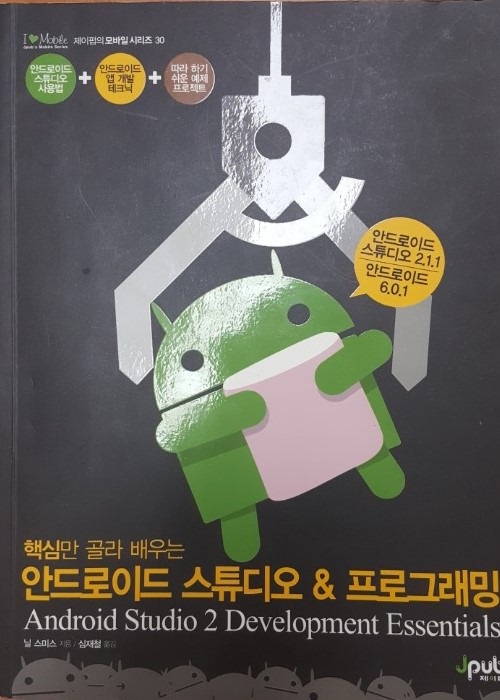 I ♥ Mobile 제이펍의 모바일 시리즈 30
Jpub's Mobile Series
안드로이드
스튜디오
사용법
+
안드로이드
앱 개발
테크닉
+
따라 하기
쉬운 예제
프로젝트
안드로이드
스튜디오 2.1.1
안드로이드
6.0.1
핵심만 골라 배우는
안드로이드 스튜디오 & 프로그래밍
Android Studio 2 Development Essentials
닐 스미스 지음 / 심재철 옮김
Jpub
제이